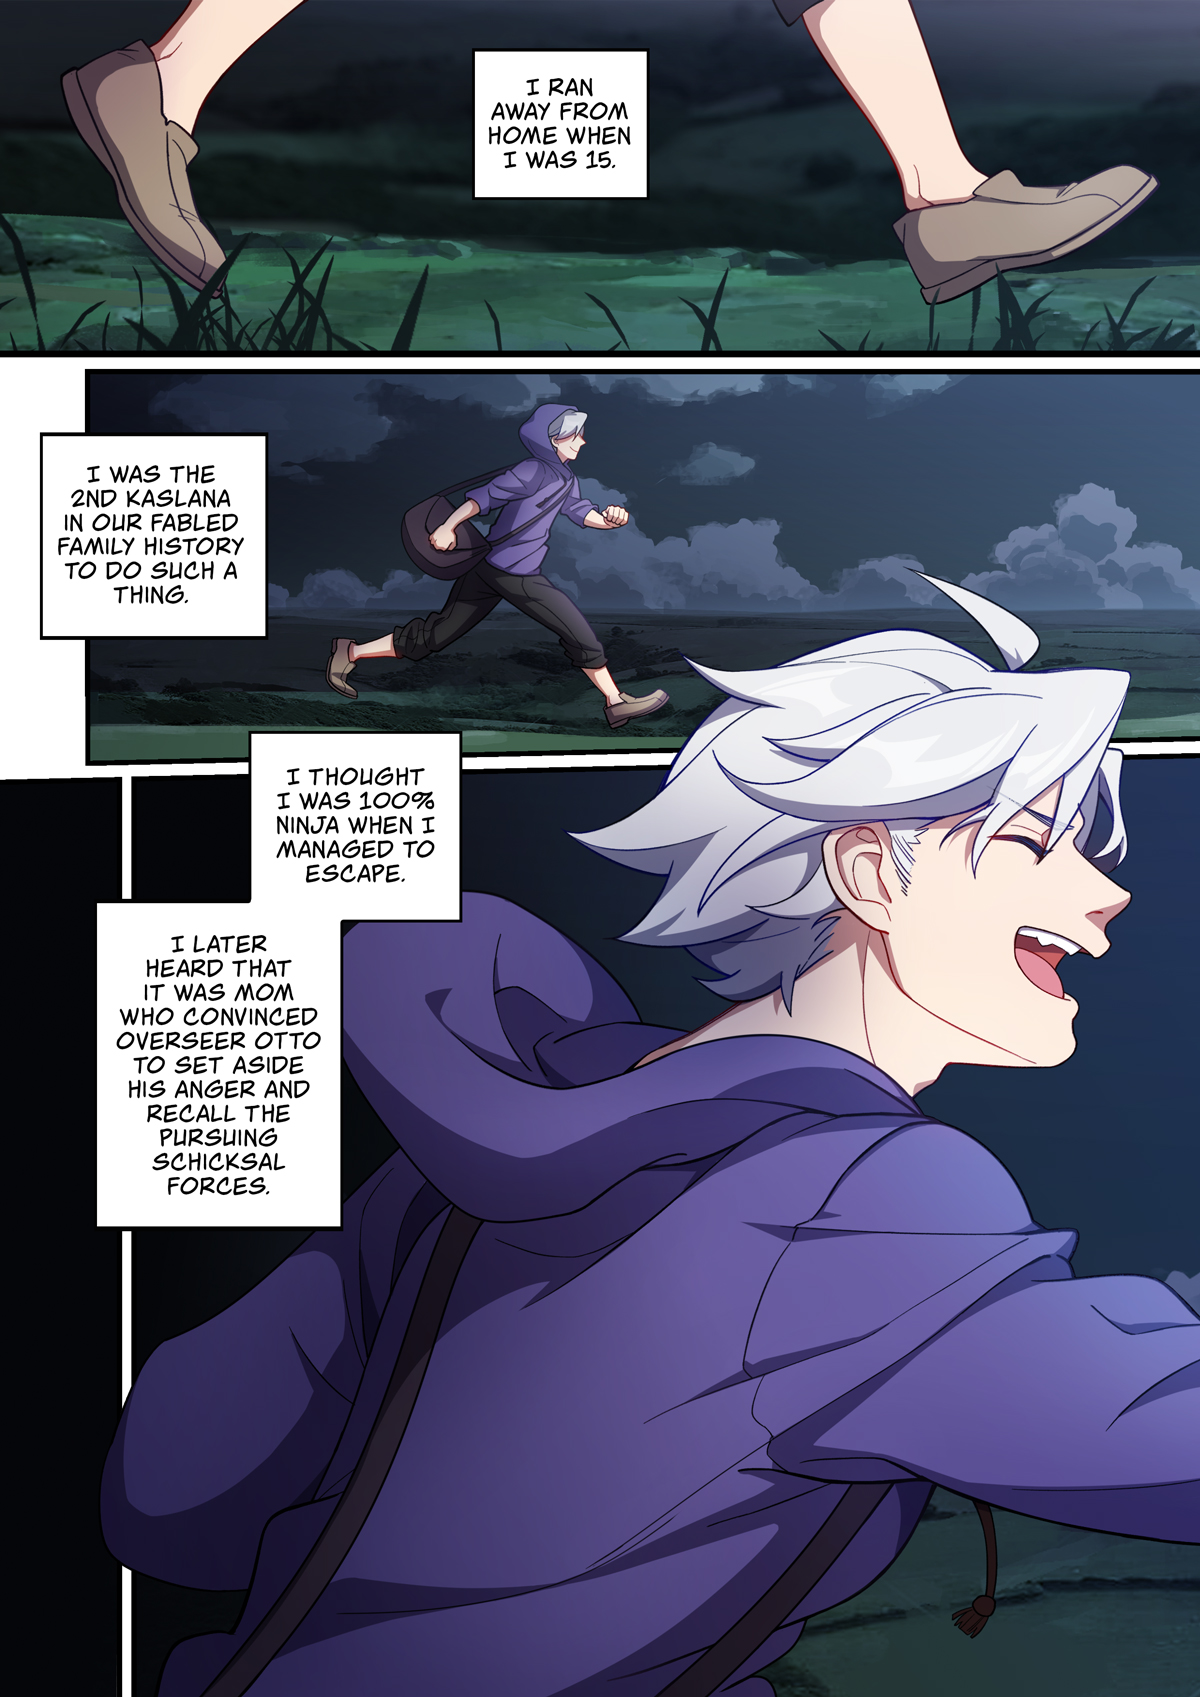 I RAN
AWAY FROM
HOME WHEN
I WAS 15.
I WAS THE
2ND KASLANA
IN OUR FABLED
FAMILY HISTORY
TO DO SUCH A
THING.
I THOUGHT
I WAS 100%
NINJA WHEN I
MANAGED TO
ESCAPE.
I LATER
HEARD THAT
IT WAS MOM
WHO CONVINCED
OVERSEER OTTO
TO SET ASIDE
HIS ANGER AND
RECALL THE
PURSUING
SCHICKSAL
FORCES.